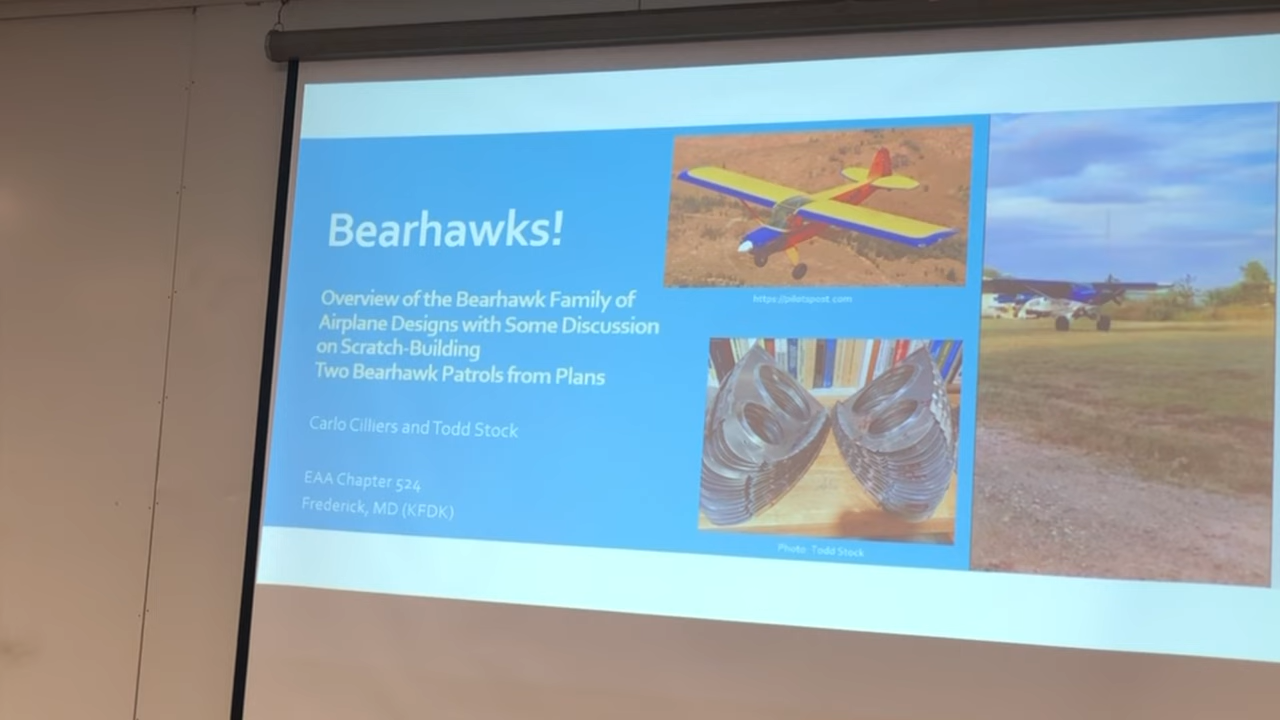 Bearhawks!
Overview of the Bearhawk Family of
Airplane Designs with Some Discussion
on Scratch-Building
Two Bearhawk Patrols from Plans
Carlo Cilliers and Todd Stock
EAA Chapter 524
Frederick, MD (KFDK)
https://pilotspost.com
Photo: Todd Stock